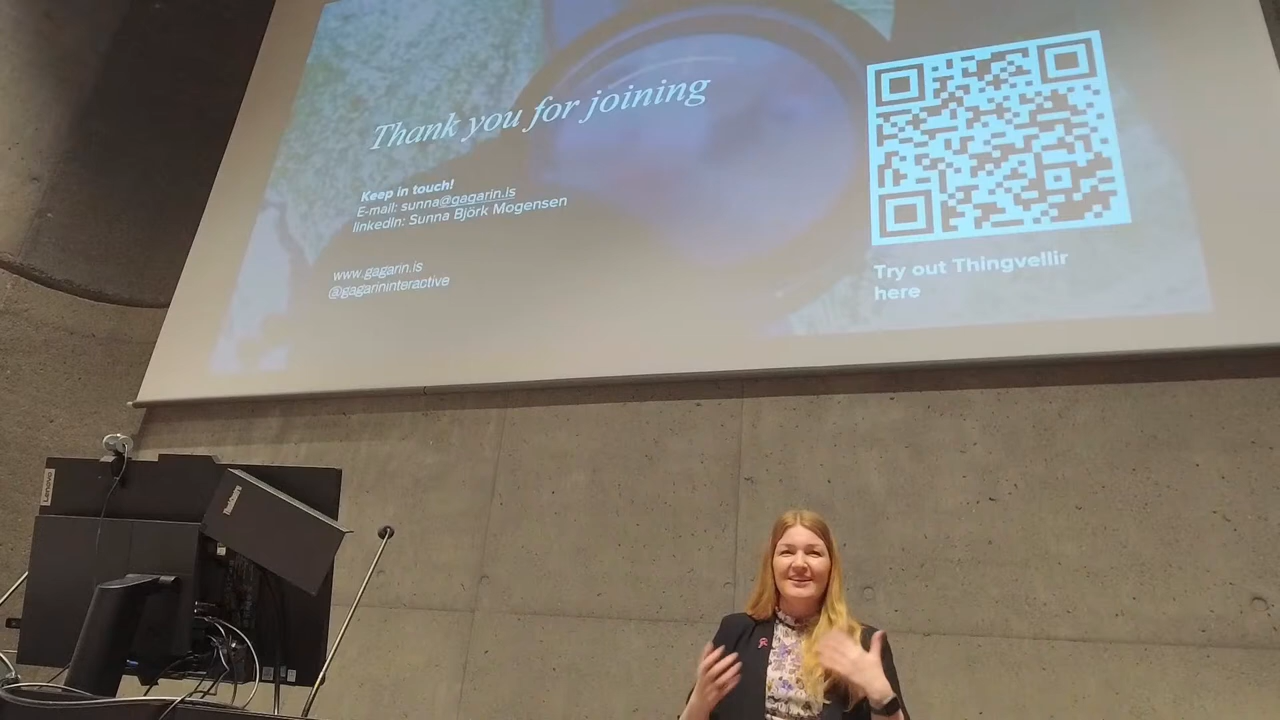 Thank you for joining
Keep in touch!
E-mail: sunna@gagarin.is
linkedIn: Sunna Björk Mogensen
www.gagarin.is
@gagarininteractive
Try out Thingvellir
here
Lenovo
ThinkCentre